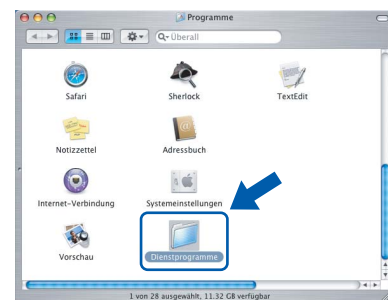 Programme
Überall
Safari
Sherlock
TextEdit
Notizzettel
Adressbuch
Internet-Verbindung
Systemeinstellungen
Vorschau
Dienstprogramme
1 von 28 ausgewählt, 11.32 GB verfügbar